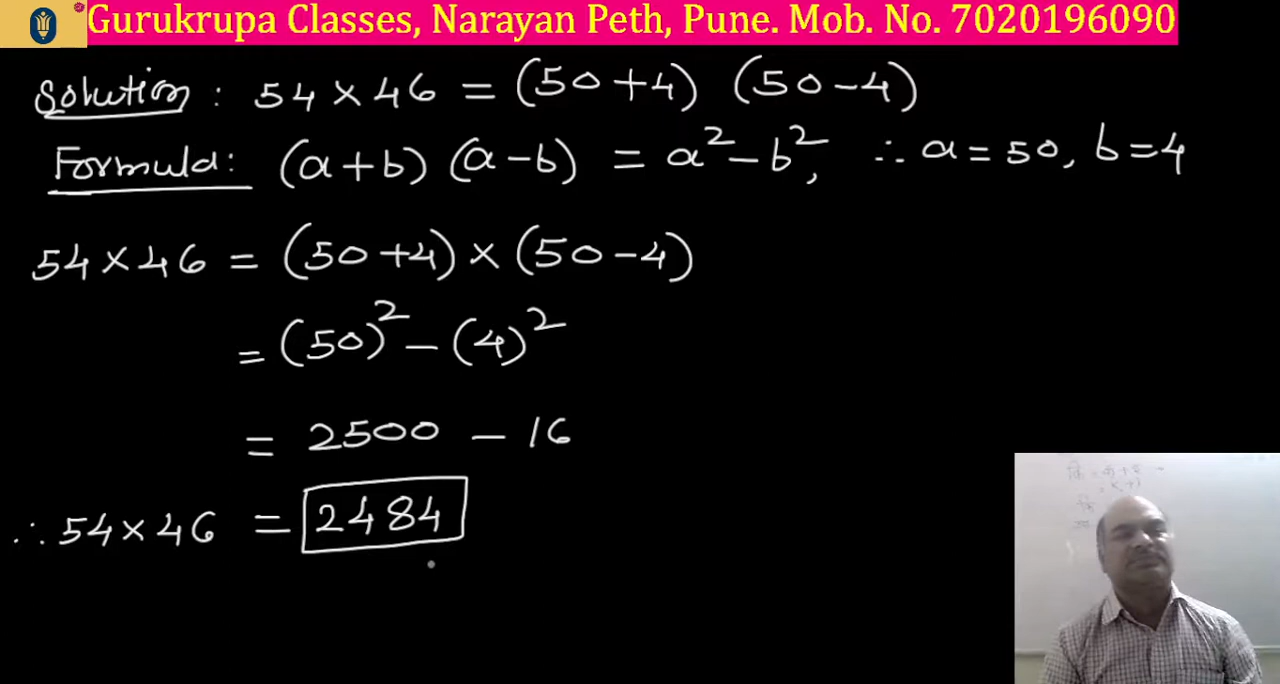 Gurukrupa Classes, Narayan Peth, Pune. Mob. No. 7020196090
Solution : 54 × 46 = (50+4) (50-4)
Formula: (a+b) (a-b) = a² - b², ∴ a = 50, b = 4
54 × 46 = (50+4) × (50-4)
= (50)² - (4)²
= 2500 - 16
∴ 54 × 46 = 2484